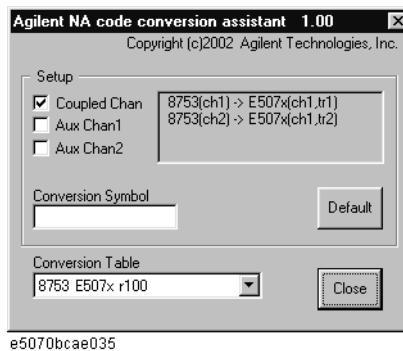 Agilent NA code conversion assistant 1.00
Copyright (c)2002 Agilent Technologies, Inc.
Setup
Coupled Chan
Aux Chan1
Aux Chan2
8753(ch1) -> E507x(ch1,tr1)
8753(ch2) -> E507x(ch1,tr2)
Conversion Symbol
Default
Conversion Table
8753 E507x r100
Close
e5070bcae035